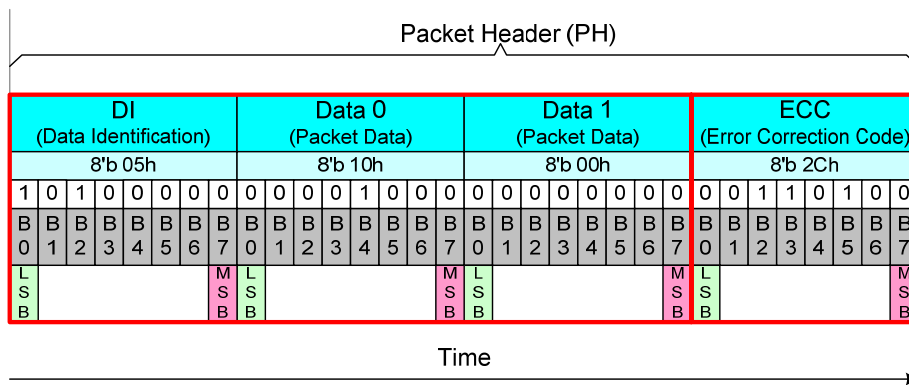 Packet Header (PH)
DI Data 0 Data 1 ECC
(Data Identification) (Packet Data) (Packet Data) (Error Correction Code)
8'b 05h 8'b 10h 8'b 00h 8'b 2Ch
1 0 1 0 0 0 0 0 0 0 0 0 1 0 0 0 0 0 0 0 0 0 0 0 0 0 1 1 0 1 0 0
B0 B1 B2 B3 B4 B5 B6 B7 B0 B1 B2 B3 B4 B5 B6 B7 B0 B1 B2 B3 B4 B5 B6 B7 B0 B1 B2 B3 B4 B5 B6 B7
LSB MSB LSB MSB LSB MSB LSB MSB
Time